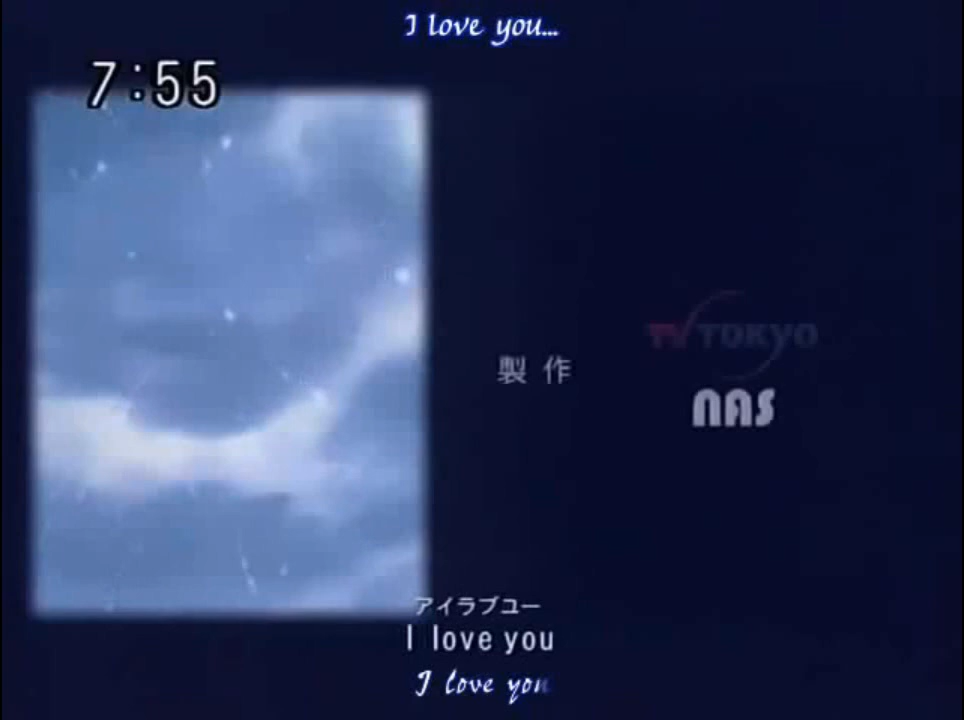 I love you...
7:55
TV TOKYO
製作
nas
アイラブユー
I love you
I love you